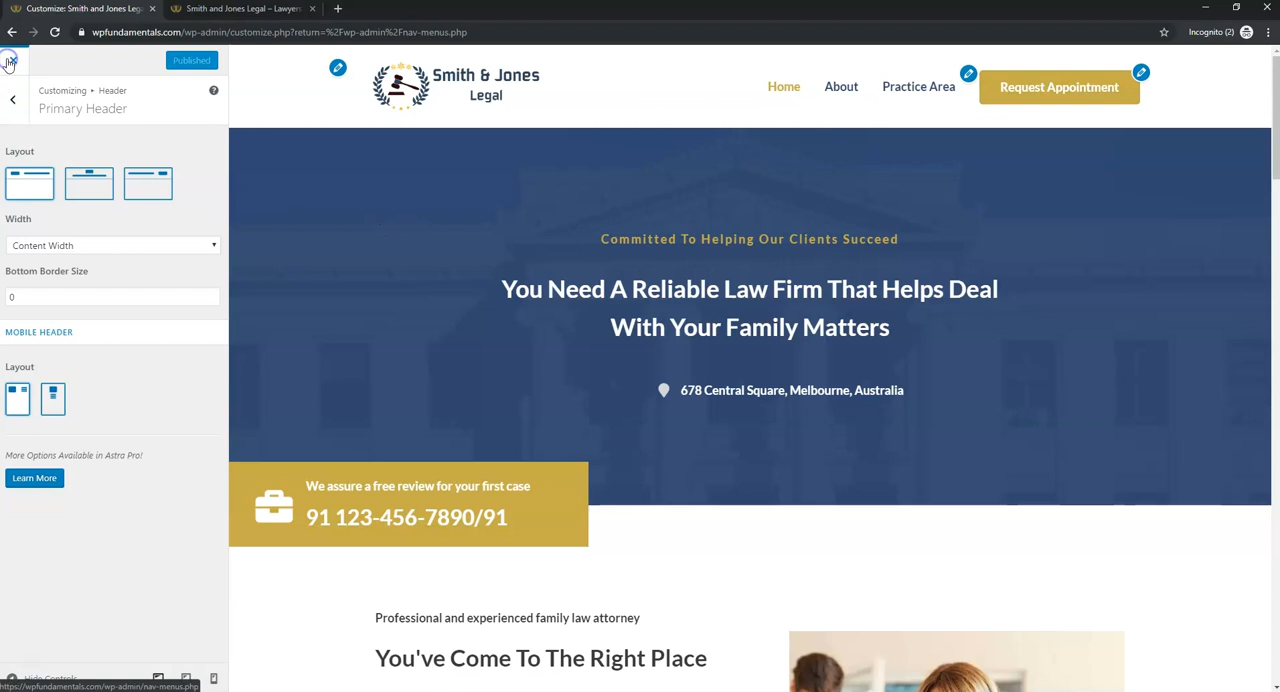 Customize: Smith and Jones Lega
Smith and Jones Legal – Lawyers
wpfundamentals.com/wp-admin/customize.php?return=%2Fwp-admin%2Fnav-menus.php
Incognito (2)
Published
Customizing ▸ Header
Primary Header
Layout
Width
Content Width
Bottom Border Size
0
MOBILE HEADER
Layout
More Options Available in Astra Pro!
Learn More
Hide Controls
https://wpfundamentals.com/wp-admin/nav-menus.php
Smith & Jones
Legal
Home
About
Practice Area
Request Appointment
Committed To Helping Our Clients Succeed
You Need A Reliable Law Firm That Helps Deal
With Your Family Matters
678 Central Square, Melbourne, Australia
We assure a free review for your first case
91 123-456-7890/91
Professional and experienced family law attorney
You've Come To The Right Place